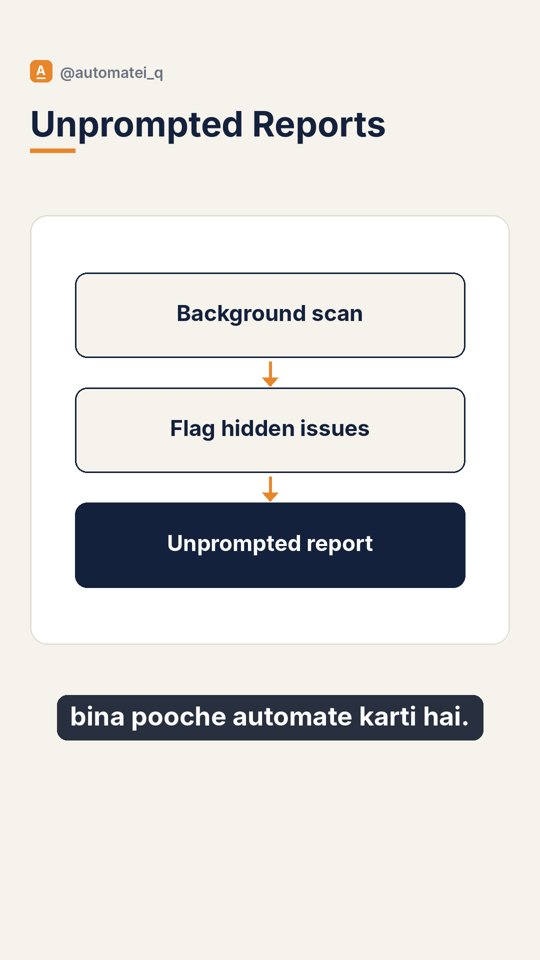 A
@automatei_q
Unprompted Reports
Background scan
Flag hidden issues
Unprompted report
bina pooche automate karti hai.